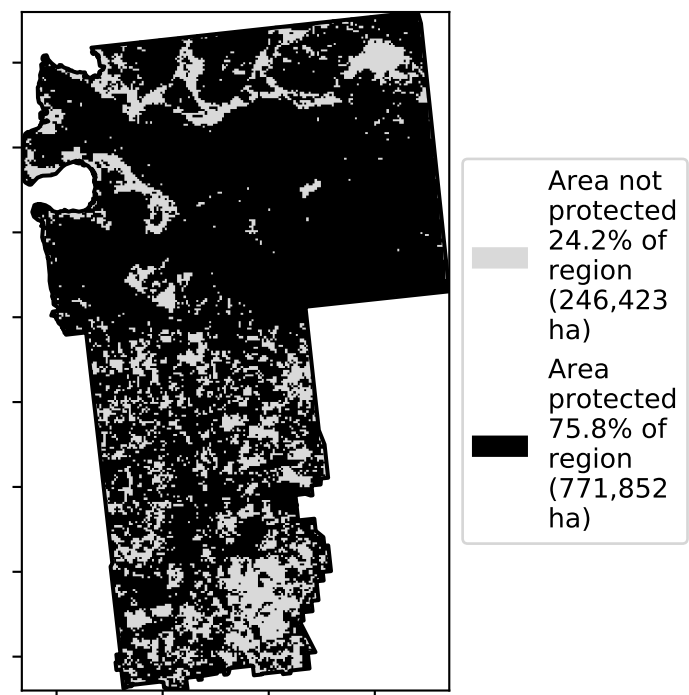 Area not
protected
24.2% of
region
(246,423
ha)
Area
protected
75.8% of
region
(771,852
ha)